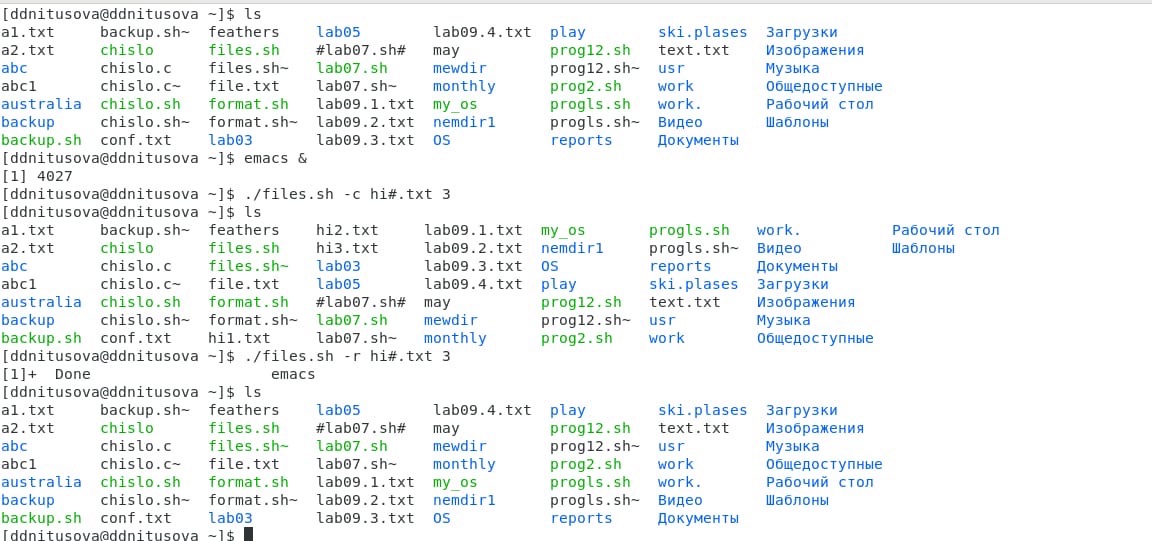 [ddnitusova@ddnitusova ~]$ ls
a1.txt backup.sh~ feathers lab05 lab09.4.txt play ski.plases Загрузки
a2.txt chislo files.sh #lab07.sh# may prog12.sh text.txt Изображения
abc chislo.c files.sh~ lab07.sh mewdir prog12.sh~ usr Музыка
abc1 chislo.c~ file.txt lab07.sh~ monthly prog2.sh work Общедоступные
australia chislo.sh format.sh lab09.1.txt my_os progls.sh work. Рабочий стол
backup chislo.sh~ format.sh~ lab09.2.txt nemdir1 progls.sh~ Видео Шаблоны
backup.sh conf.txt lab03 lab09.3.txt OS reports Документы
[ddnitusova@ddnitusova ~]$ emacs &
[1] 4027
[ddnitusova@ddnitusova ~]$ ./files.sh -c hi#.txt 3
[ddnitusova@ddnitusova ~]$ ls
a1.txt backup.sh~ feathers hi2.txt lab09.1.txt my_os progls.sh work. Рабочий стол
a2.txt chislo files.sh hi3.txt lab09.2.txt nemdir1 progls.sh~ Видео Шаблоны
abc chislo.c files.sh~ lab03 lab09.3.txt OS reports Документы
abc1 chislo.c~ file.txt lab05 lab09.4.txt play ski.plases Загрузки
australia chislo.sh format.sh #lab07.sh# may prog12.sh text.txt Изображения
backup chislo.sh~ format.sh~ lab07.sh mewdir prog12.sh~ usr Музыка
backup.sh conf.txt hi1.txt lab07.sh~ monthly prog2.sh work Общедоступные
[ddnitusova@ddnitusova ~]$ ./files.sh -r hi#.txt 3
[1]+ Done emacs
[ddnitusova@ddnitusova ~]$ ls
a1.txt backup.sh~ feathers lab05 lab09.4.txt play ski.plases Загрузки
a2.txt chislo files.sh #lab07.sh# may prog12.sh text.txt Изображения
abc chislo.c files.sh~ lab07.sh mewdir prog12.sh~ usr Музыка
abc1 chislo.c~ file.txt lab07.sh~ monthly prog2.sh work Общедоступные
australia chislo.sh format.sh lab09.1.txt my_os progls.sh work. Рабочий стол
backup chislo.sh~ format.sh~ lab09.2.txt nemdir1 progls.sh~ Видео Шаблоны
backup.sh conf.txt lab03 lab09.3.txt OS reports Документы
[ddnitusova@ddnitusova ~]$